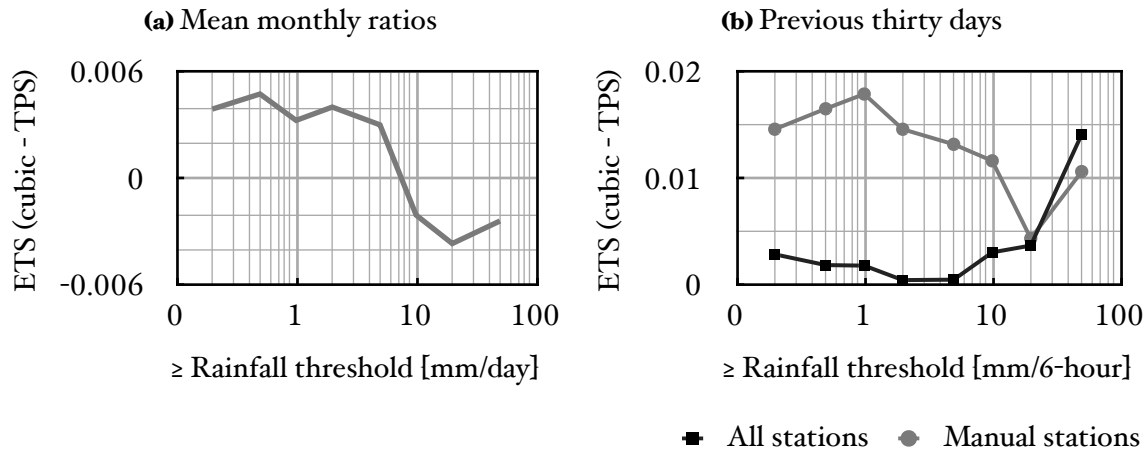 (a) Mean monthly ratios
ETS (cubic - TPS)
0.006
0
-0.006
0 1 10 100
≥ Rainfall threshold [mm/day]
(b) Previous thirty days
ETS (cubic - TPS)
0.02
0.01
0
0 1 10 100
≥ Rainfall threshold [mm/6-hour]
All stations Manual stations